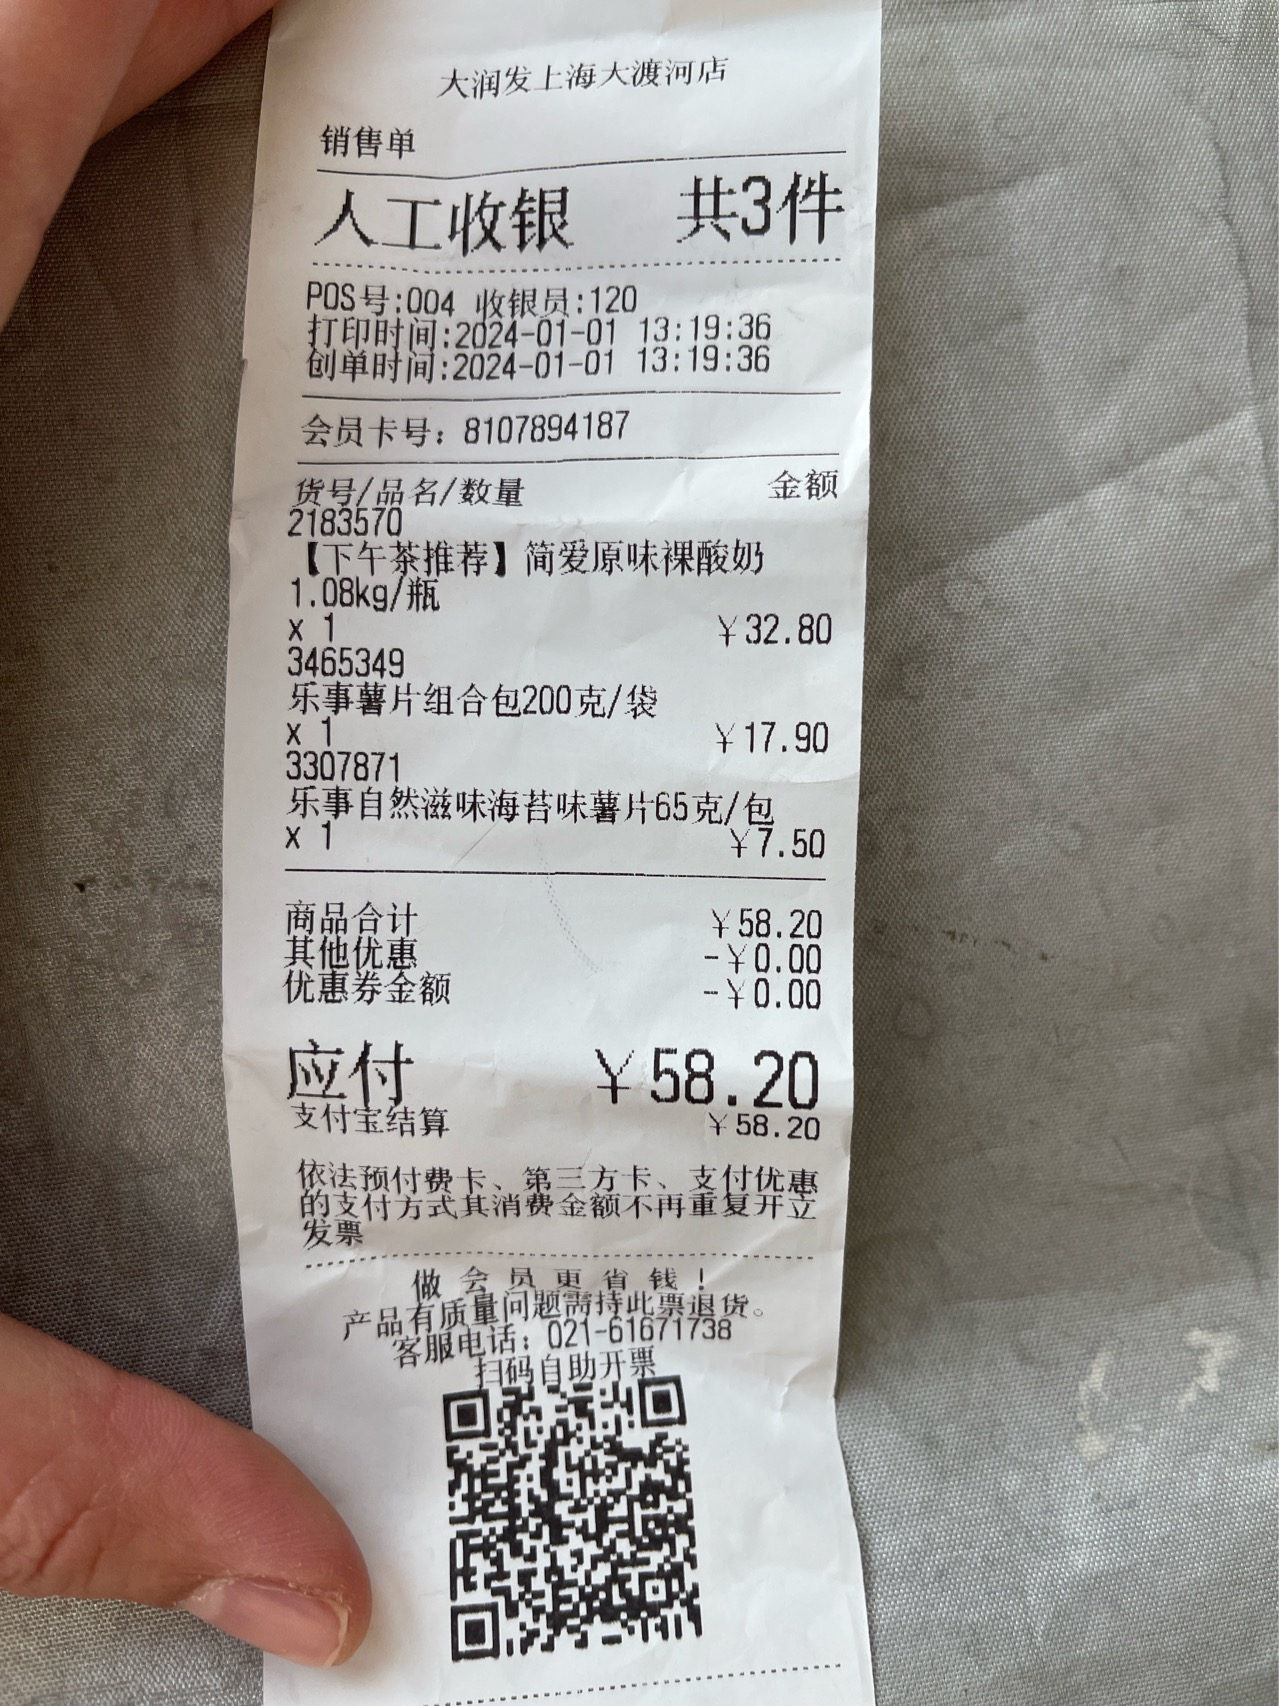 大润发上海大渡河店
销售单
人工收银 共3件
POS号:004 收银员:120
打印时间:2024-01-01 13:19:36
创单时间:2024-01-01 13:19:36
会员卡号：8107894187
货号/品名/数量 金额
2183570
【下午茶推荐】简爱原味裸酸奶
1.08kg/瓶
x 1 ￥32.80
3465349
乐事薯片组合包200克/袋
x 1 ￥17.90
3307871
乐事自然滋味海苔味薯片65克/包
x 1 ￥7.50
商品合计 ￥58.20
其他优惠 -￥0.00
优惠券金额 -￥0.00
应付 ￥58.20
支付宝结算 ￥58.20
依法预付费卡、第三方卡、支付优惠
的支付方式其消费金额不再重复开立
发票
做会员更省钱！
产品有质量问题需持此票退货。
客服电话：021-61671738
扫码自助开票